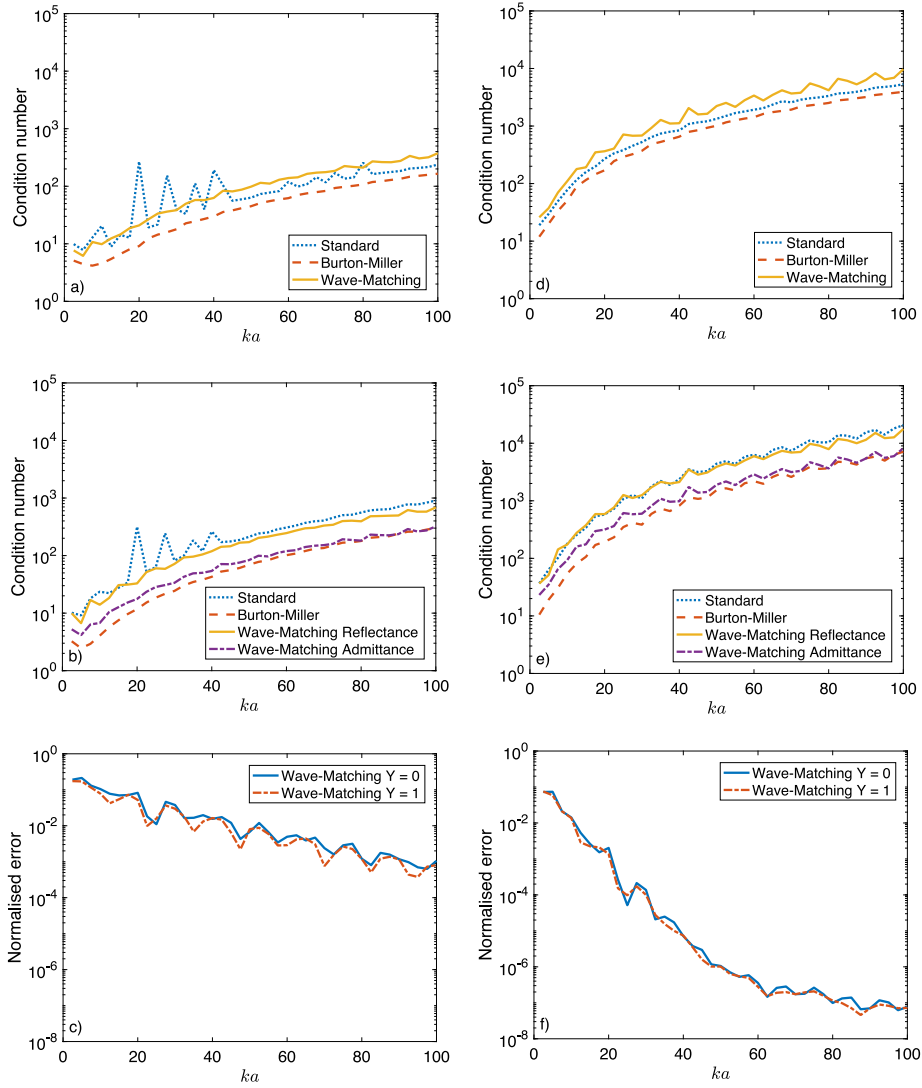 10^5
10^4
10^3
10^2
10^1
10^0
Condition number
Standard
Burton-Miller
Wave-Matching
a)
0 20 40 60 80 100
ka
10^5
10^4
10^3
10^2
10^1
10^0
Condition number
Standard
Burton-Miller
Wave-Matching
d)
0 20 40 60 80 100
ka
10^5
10^4
10^3
10^2
10^1
10^0
Condition number
Standard
Burton-Miller
Wave-Matching Reflectance
Wave-Matching Admittance
b)
0 20 40 60 80 100
ka
10^5
10^4
10^3
10^2
10^1
10^0
Condition number
Standard
Burton-Miller
Wave-Matching Reflectance
Wave-Matching Admittance
e)
0 20 40 60 80 100
ka
10^0
10^-2
10^-4
10^-6
10^-8
Normalised error
Wave-Matching Y = 0
Wave-Matching Y = 1
c)
0 20 40 60 80 100
ka
10^0
10^-2
10^-4
10^-6
10^-8
Normalised error
Wave-Matching Y = 0
Wave-Matching Y = 1
f)
0 20 40 60 80 100
ka